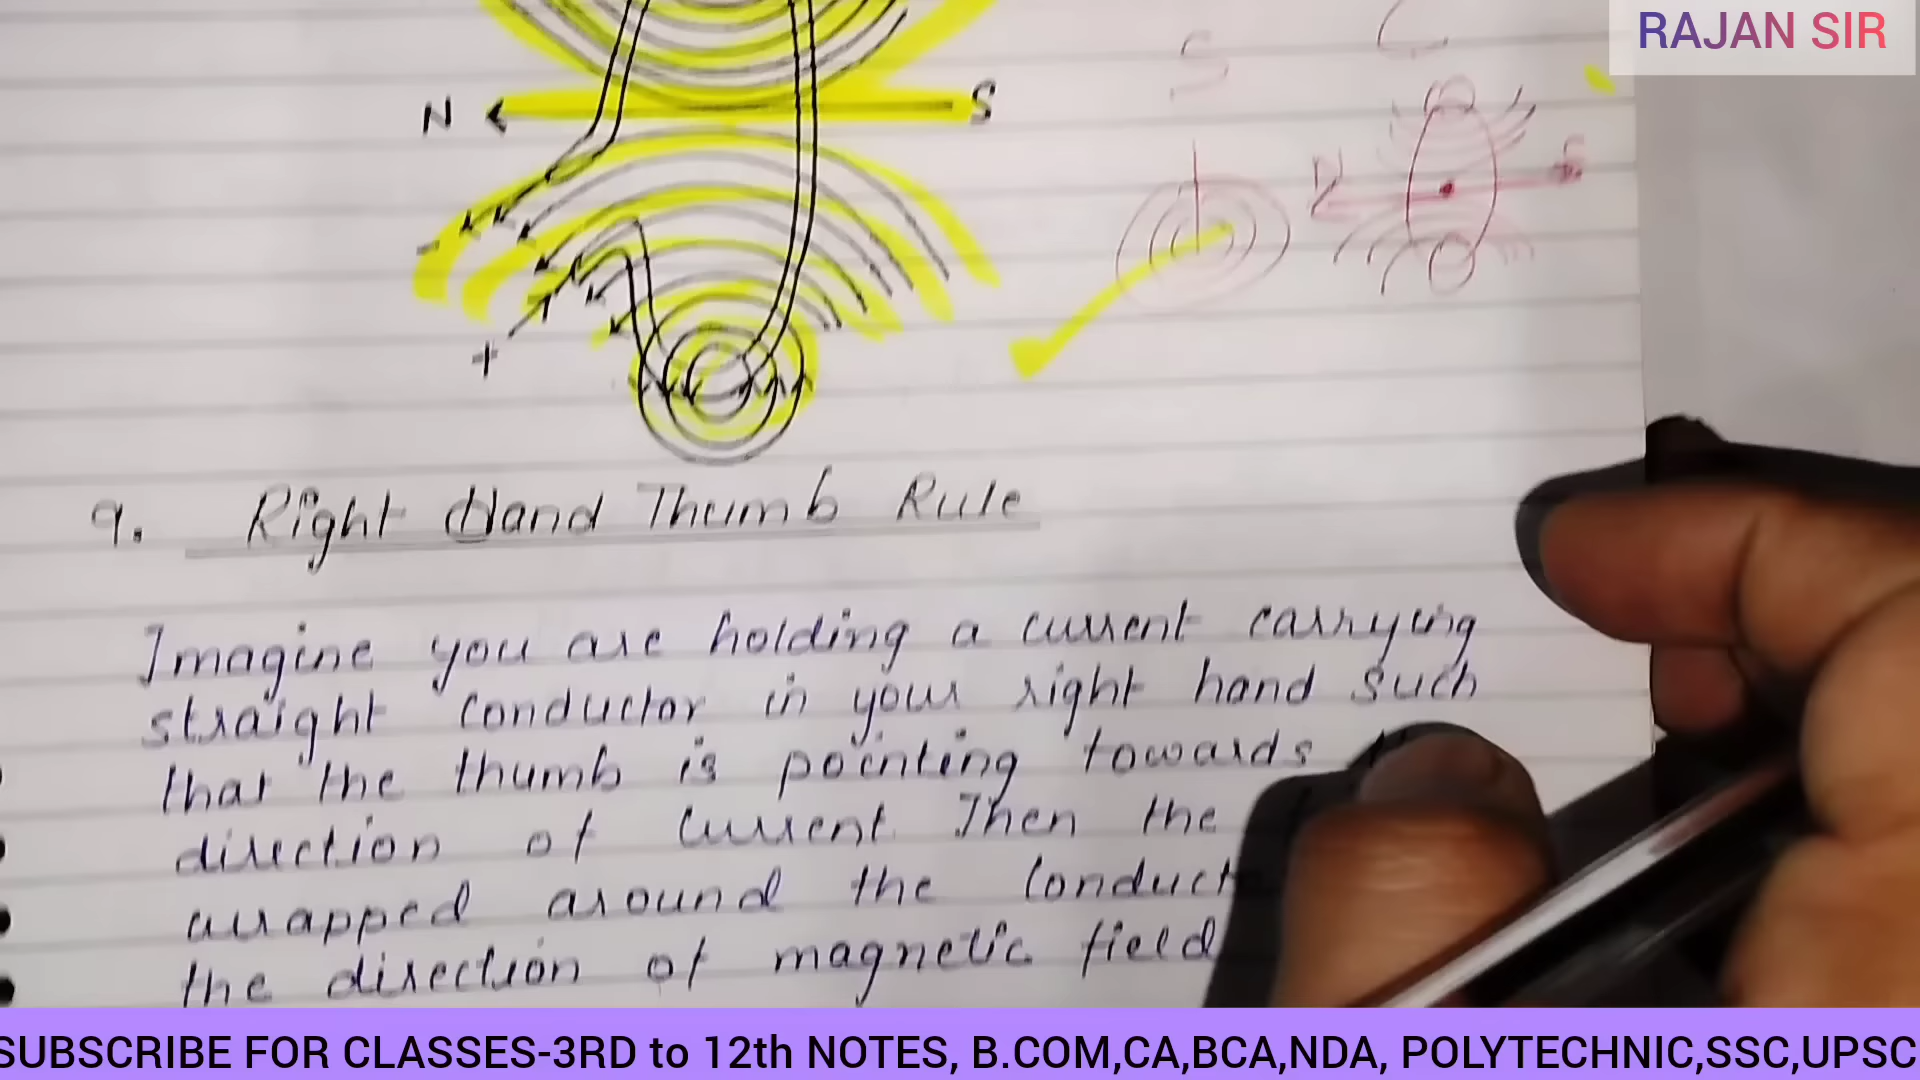 RAJAN SIR
S C
N S
N S
-
+
9. Right Hand Thumb Rule
Imagine you are holding a current carrying
straight conductor in your right hand such
that the thumb is pointing towards
direction of current. Then the
wrapped around the conduct
the direction of magnetic field
SUBSCRIBE FOR CLASSES-3RD to 12th NOTES, B.COM,CA,BCA,NDA, POLYTECHNIC,SSC,UPSC